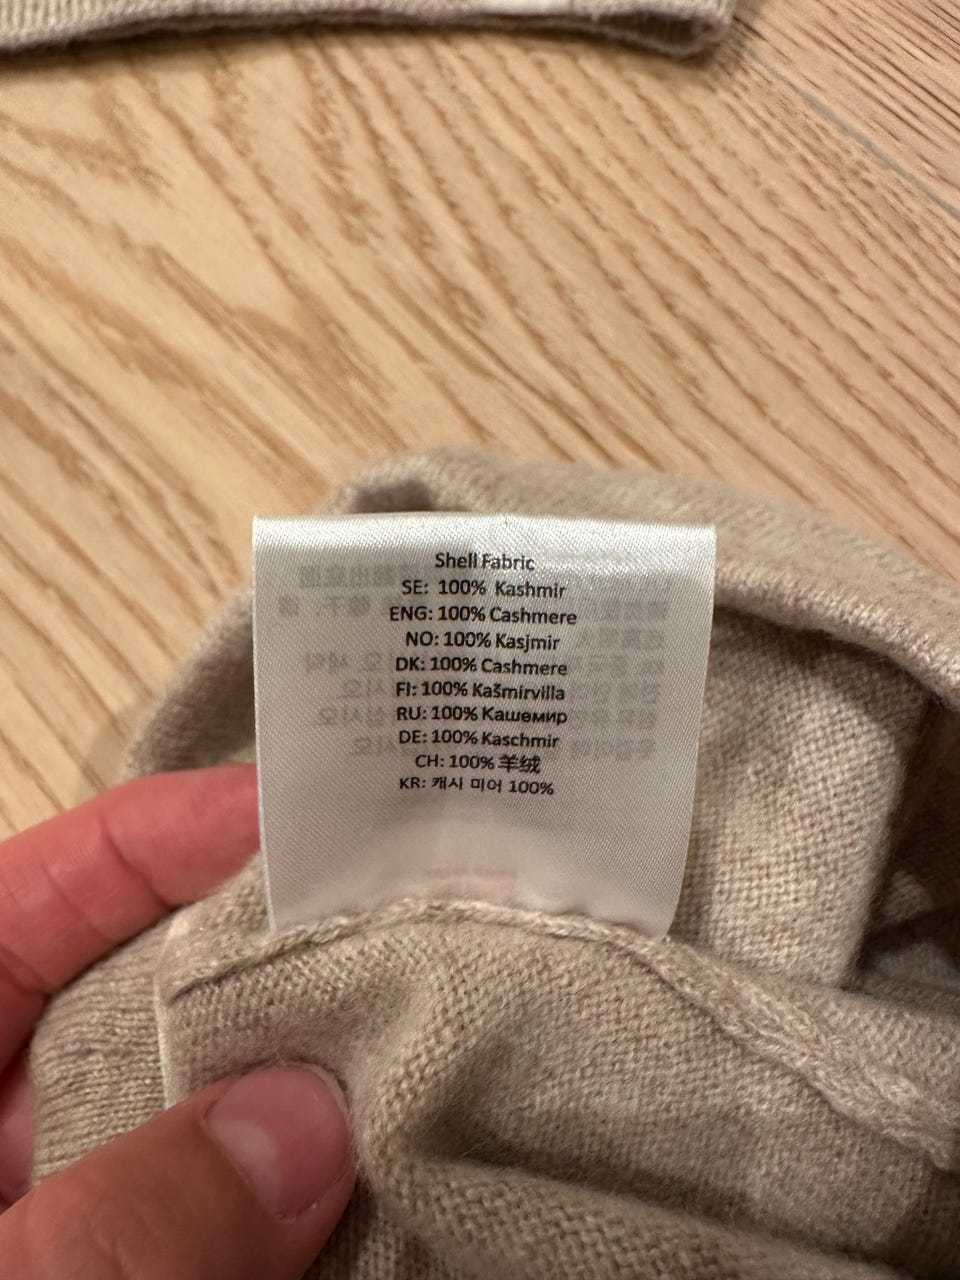 Shell Fabric
SE: 100% Kashmir
ENG: 100% Cashmere
NO: 100% Kasjmir
DK: 100% Cashmere
FI: 100% Kašmirvilla
RU: 100% Кашемир
DE: 100% Kaschmir
CH: 100% 羊绒
KR: 캐시 미어 100%